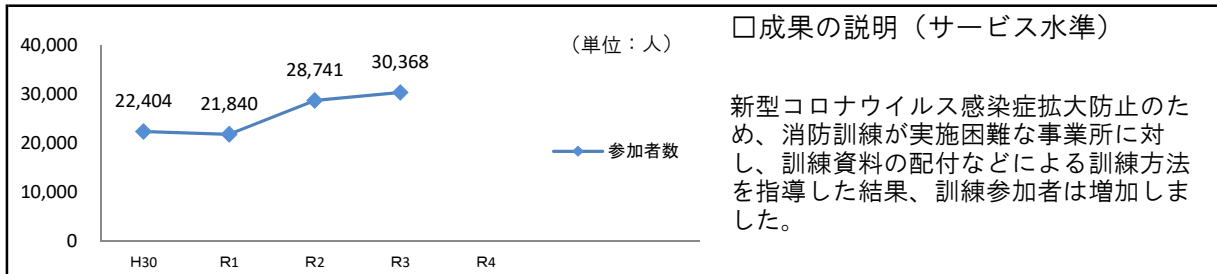 40,000
30,000
20,000
10,000
0
(単位:人)
22,404
21,840
28,741
30,368
参加者数
H30
R1
R2
R3
R4
□成果の説明(サービス水準)
新型コロナウイルス感染症拡大防止のた
め、消防訓練が実施困難な事業所に対
し、訓練資料の配付などによる訓練方法
を指導した結果、訓練参加者は増加しま
した。